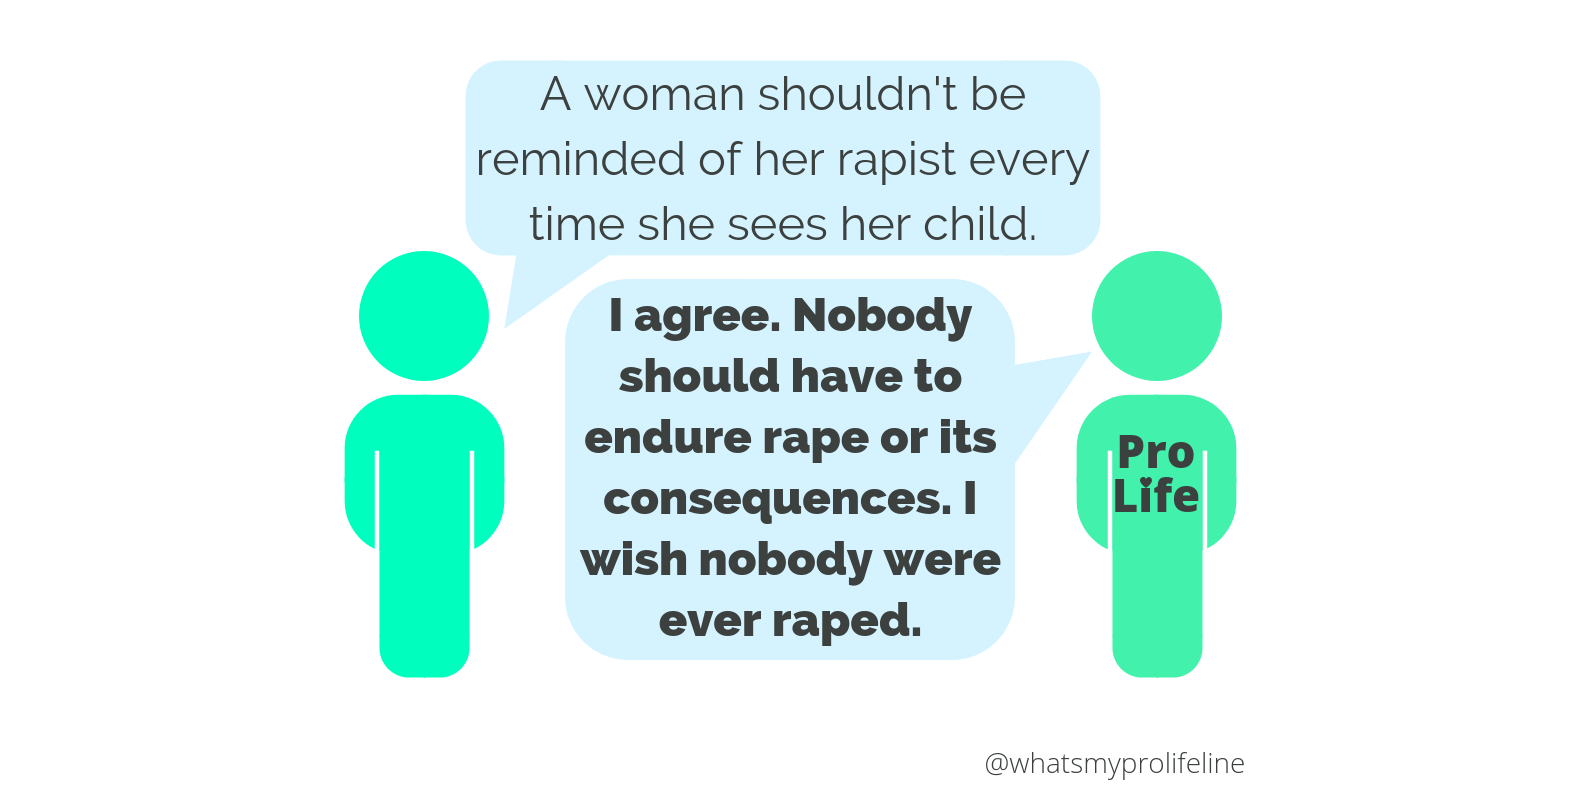 A woman shouldn't be
reminded of her rapist every
time she sees her child.
I agree. Nobody
should have to
endure rape or its
consequences. I
wish nobody were
ever raped.
Pro
Life
@whatsmyprolifeline